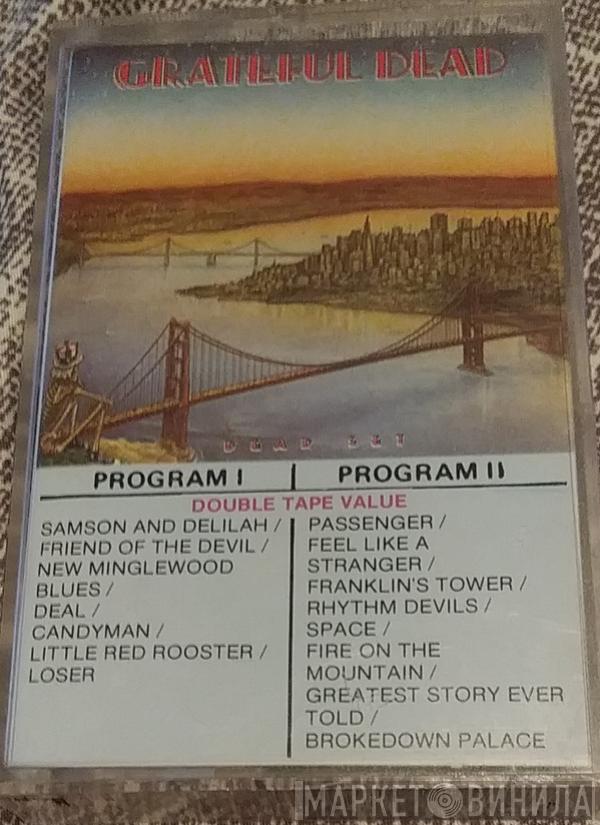 GRATEFUL DEAD
DEAD SET
PROGRAM I
PROGRAM II
DOUBLE TAPE VALUE
SAMSON AND DELILAH /
FRIEND OF THE DEVIL /
NEW MINGLEWOOD
BLUES /
DEAL /
CANDYMAN /
LITTLE RED ROOSTER /
LOSER
PASSENGER /
FEEL LIKE A
STRANGER /
FRANKLIN'S TOWER /
RHYTHM DEVILS /
SPACE /
FIRE ON THE
MOUNTAIN /
GREATEST STORY EVER
TOLD /
BROKEDOWN PALACE
МАРКЕТ ВИНИЛА